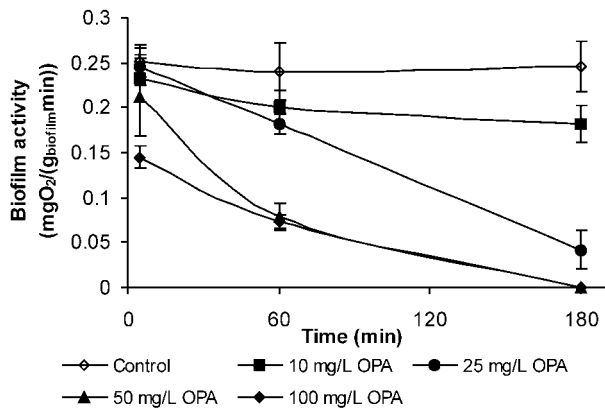 Biofilm activity
(mgO2/(gbiofilmmin))
0.3
0.25
0.2
0.15
0.1
0.05
0
0
60
120
180
Time (min)
Control
10 mg/L OPA
25 mg/L OPA
50 mg/L OPA
100 mg/L OPA